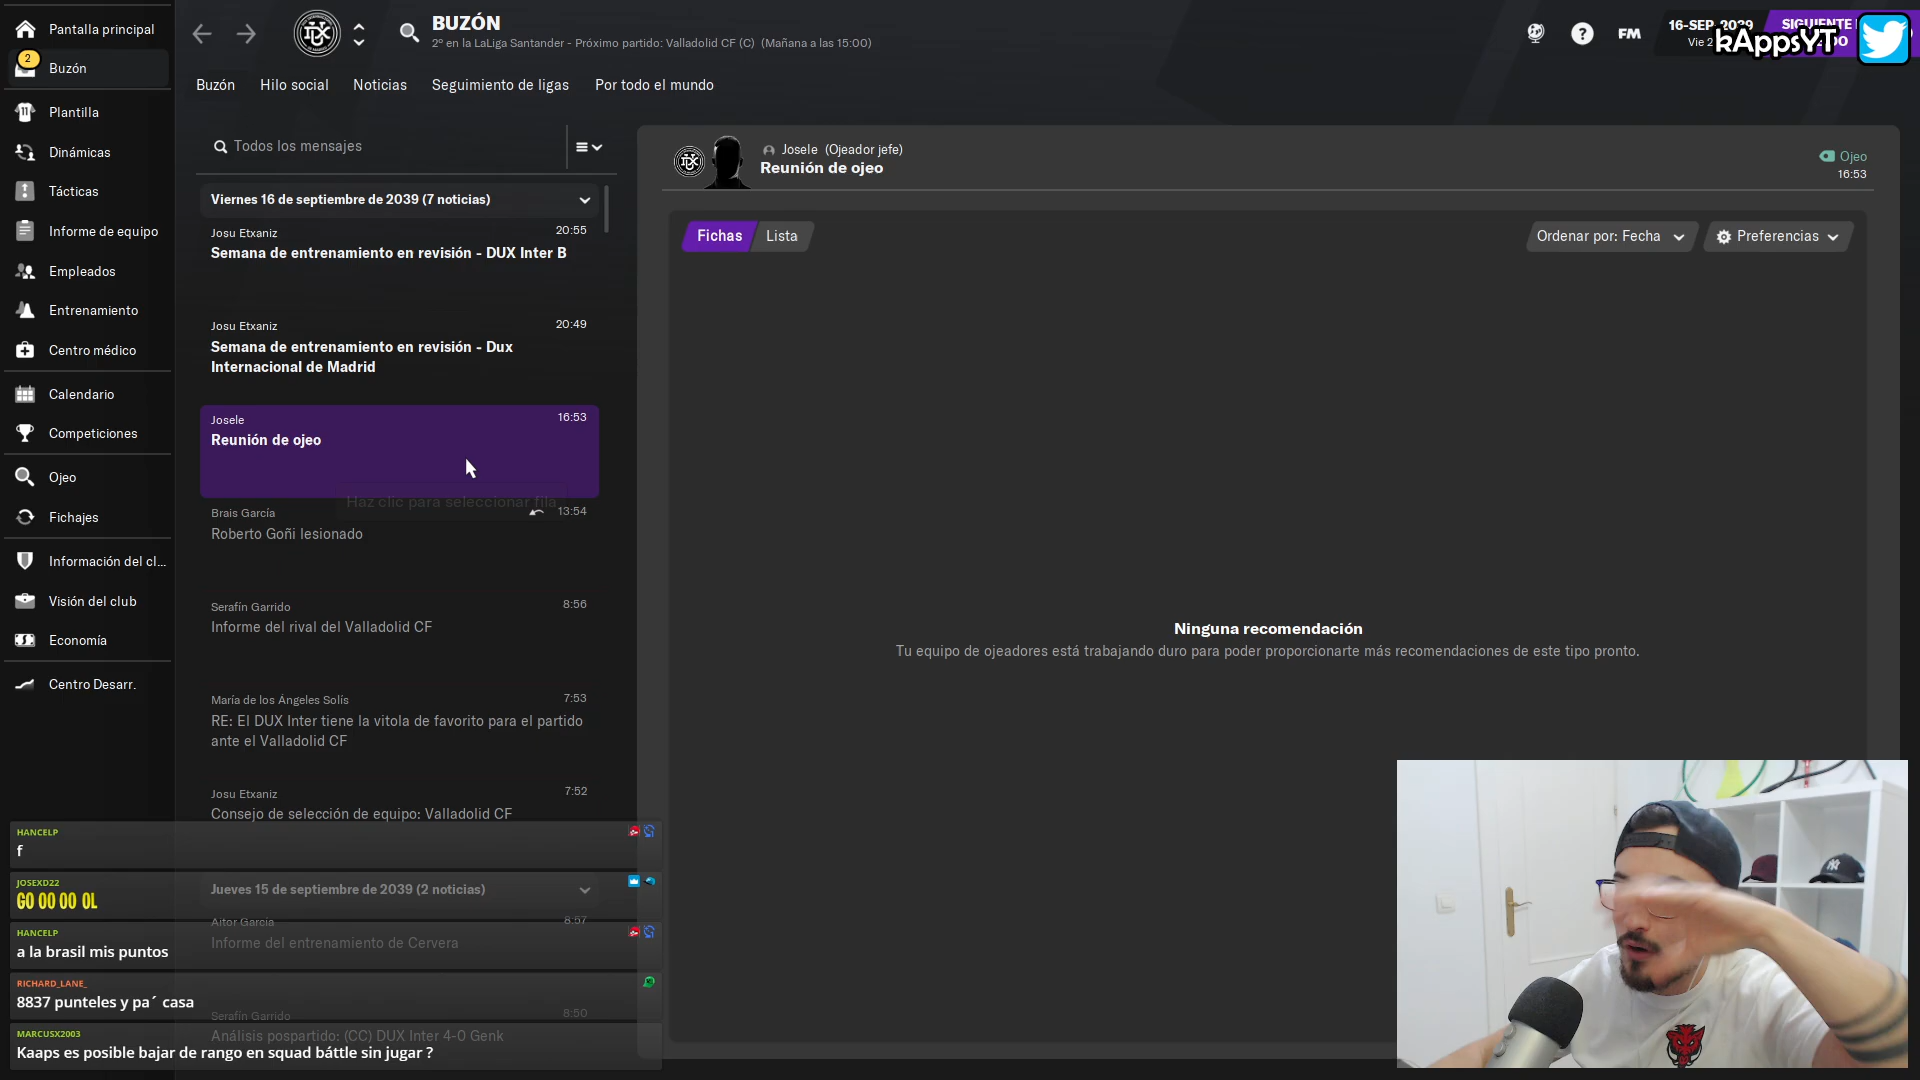 Pantalla principal
2
Buzón
Plantilla
Dinámicas
Tácticas
Informe de equipo
Empleados
Entrenamiento
Centro médico
Calendario
Competiciones
Ojeo
Fichajes
Información del cl...
Visión del club
Economía
Centro Desarr.
BUZÓN
2º en la LaLiga Santander - Próximo partido: Valladolid CF (C) (Mañana a las 15:00)
FM
16-SEP-2039
Vie 2
SIGUIENTE
kAppsYT
Buzón
Hilo social
Noticias
Seguimiento de ligas
Por todo el mundo
Todos los mensajes
Viernes 16 de septiembre de 2039 (7 noticias)
Josu Etxaniz
20:55
Semana de entrenamiento en revisión - DUX Inter B
Josu Etxaniz
20:49
Semana de entrenamiento en revisión - Dux
Internacional de Madrid
Josele
16:53
Reunión de ojeo
Haz clic para seleccionar fila
Brais García
13:54
Roberto Goñi lesionado
Serafín Garrido
8:56
Informe del rival del Valladolid CF
María de los Ángeles Solís
7:53
RE: El DUX Inter tiene la vitola de favorito para el partido
ante el Valladolid CF
Josu Etxaniz
7:52
Consejo de selección de equipo: Valladolid CF
HANCELP
f
JOSEXD22
GO OO OO OL
Jueves 15 de septiembre de 2039 (2 noticias)
Aitor García
8:57
HANCELP
Informe del entrenamiento de Cervera
a la brasil mis puntos
RICHARD_LANE_
8837 punteles y pa´ casa
Serafín Garrido
8:50
MARCUSX2003
Análisis pospartido: (CC) DUX Inter 4-0 Genk
Kaaps es posible bajar de rango en squad báttle sin jugar ?
Josele (Ojeador jefe)
Reunión de ojeo
Ojeo
16:53
Fichas
Lista
Ordenar por: Fecha
Preferencias
Ninguna recomendación
Tu equipo de ojeadores está trabajando duro para poder proporcionarte más recomendaciones de este tipo pronto.